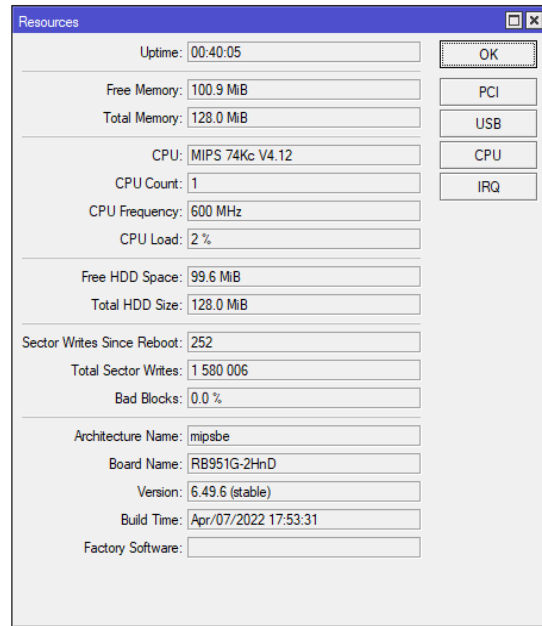 Resources
Uptime: 00:40:05
OK
Free Memory: 100.9 MiB
PCI
Total Memory: 128.0 MiB
USB
CPU: MIPS 74Kc V4.12
CPU
CPU Count: 1
IRQ
CPU Frequency: 600 MHz
CPU Load: 2 %
Free HDD Space: 99.6 MiB
Total HDD Size: 128.0 MiB
Sector Writes Since Reboot: 252
Total Sector Writes: 1 580 006
Bad Blocks: 0.0 %
Architecture Name: mipsbe
Board Name: RB951G-2HnD
Version: 6.49.6 (stable)
Build Time: Apr/07/2022 17:53:31
Factory Software: